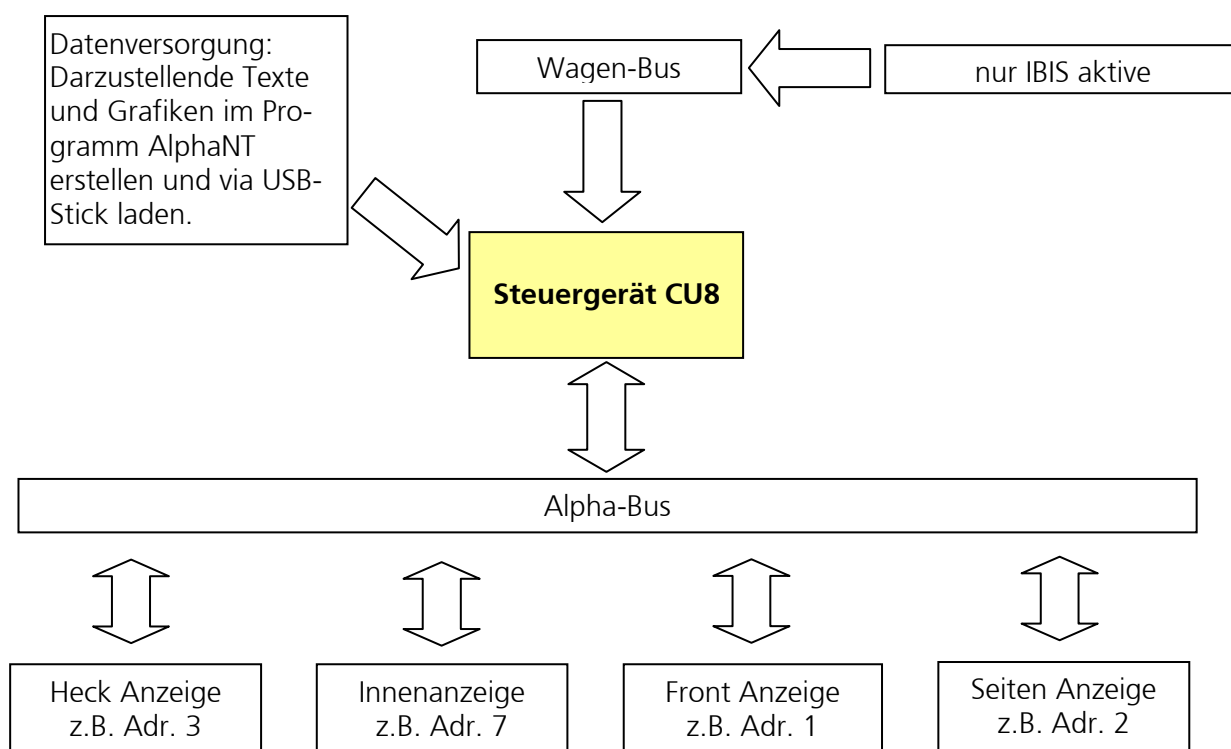 Datenversorgung:
Darzustellende Texte
und Grafiken im Pro-
gramm AlphaNT
erstellen und via USB-
Stick laden.
Wagen-Bus
nur IBIS aktive
Steuergerät CU8
Alpha-Bus
Heck Anzeige
z.B. Adr. 3
Innenanzeige
z.B. Adr. 7
Front Anzeige
z.B. Adr. 1
Seiten Anzeige
z.B. Adr. 2